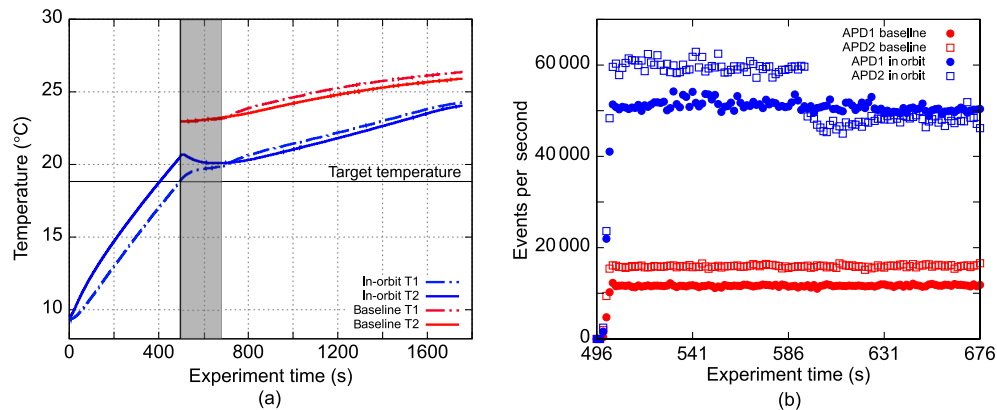 30
25
20
15
10
Temperature (°C)
Target temperature
In-orbit T1
In-orbit T2
Baseline T1
Baseline T2
0 400 800 1200 1600
Experiment time (s)
(a)
60 000
40 000
20 000
0
Events per second
APD1 baseline
APD2 baseline
APD1 in orbit
APD2 in orbit
496 541 586 631 676
Experiment time (s)
(b)